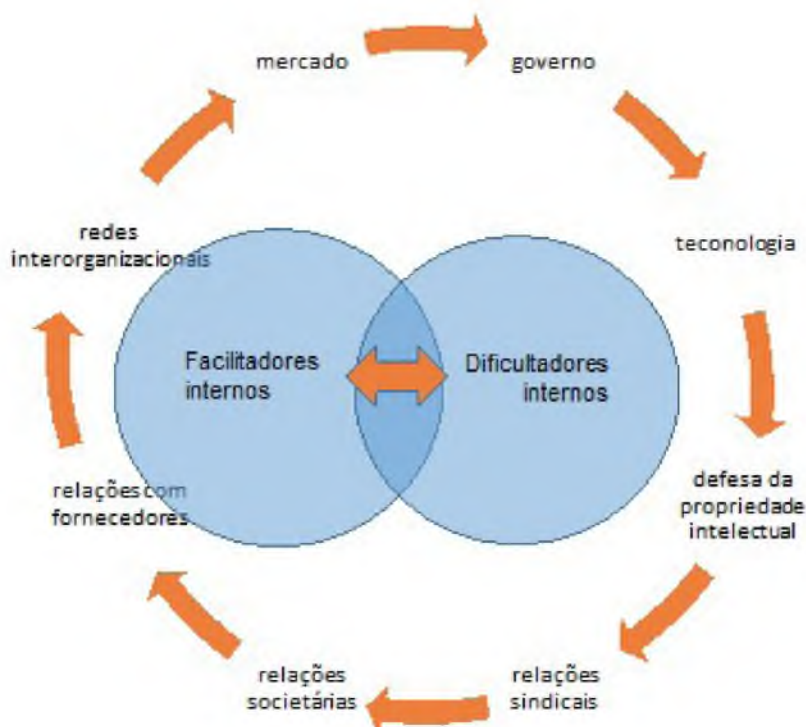 mercado
governo
redes
interorganizacionais
teconologia
Facilitadores
internos
Dificultadores
internos
relações com
fornecedores
defesa da
propriedade
intelectual
relações
societárias
relações
sindicais